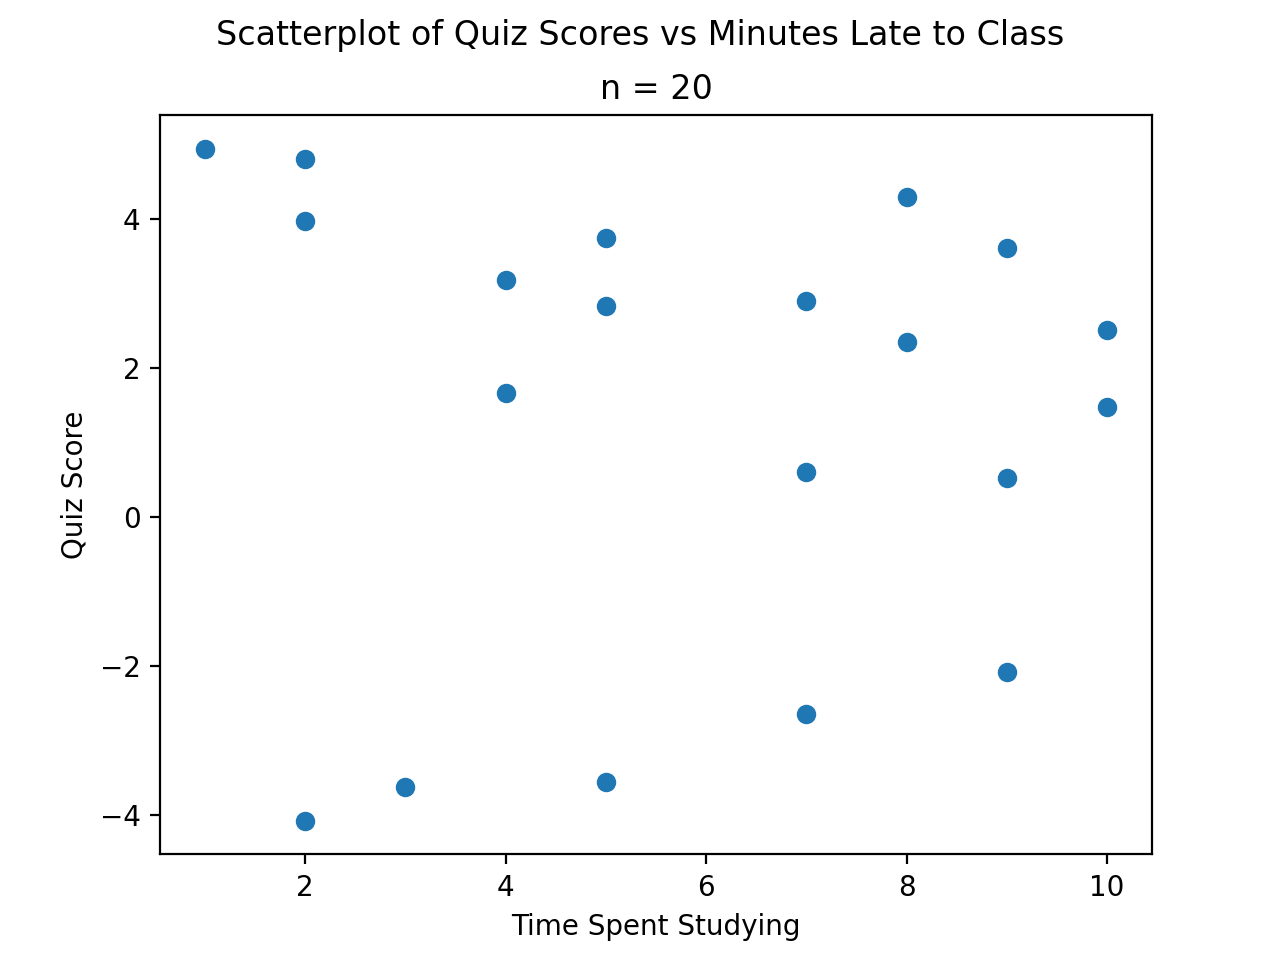 Scatterplot of Quiz Scores vs Minutes Late to Class
n = 20
4
2
0
−2
−4
Quiz Score
2 4 6 8 10
Time Spent Studying